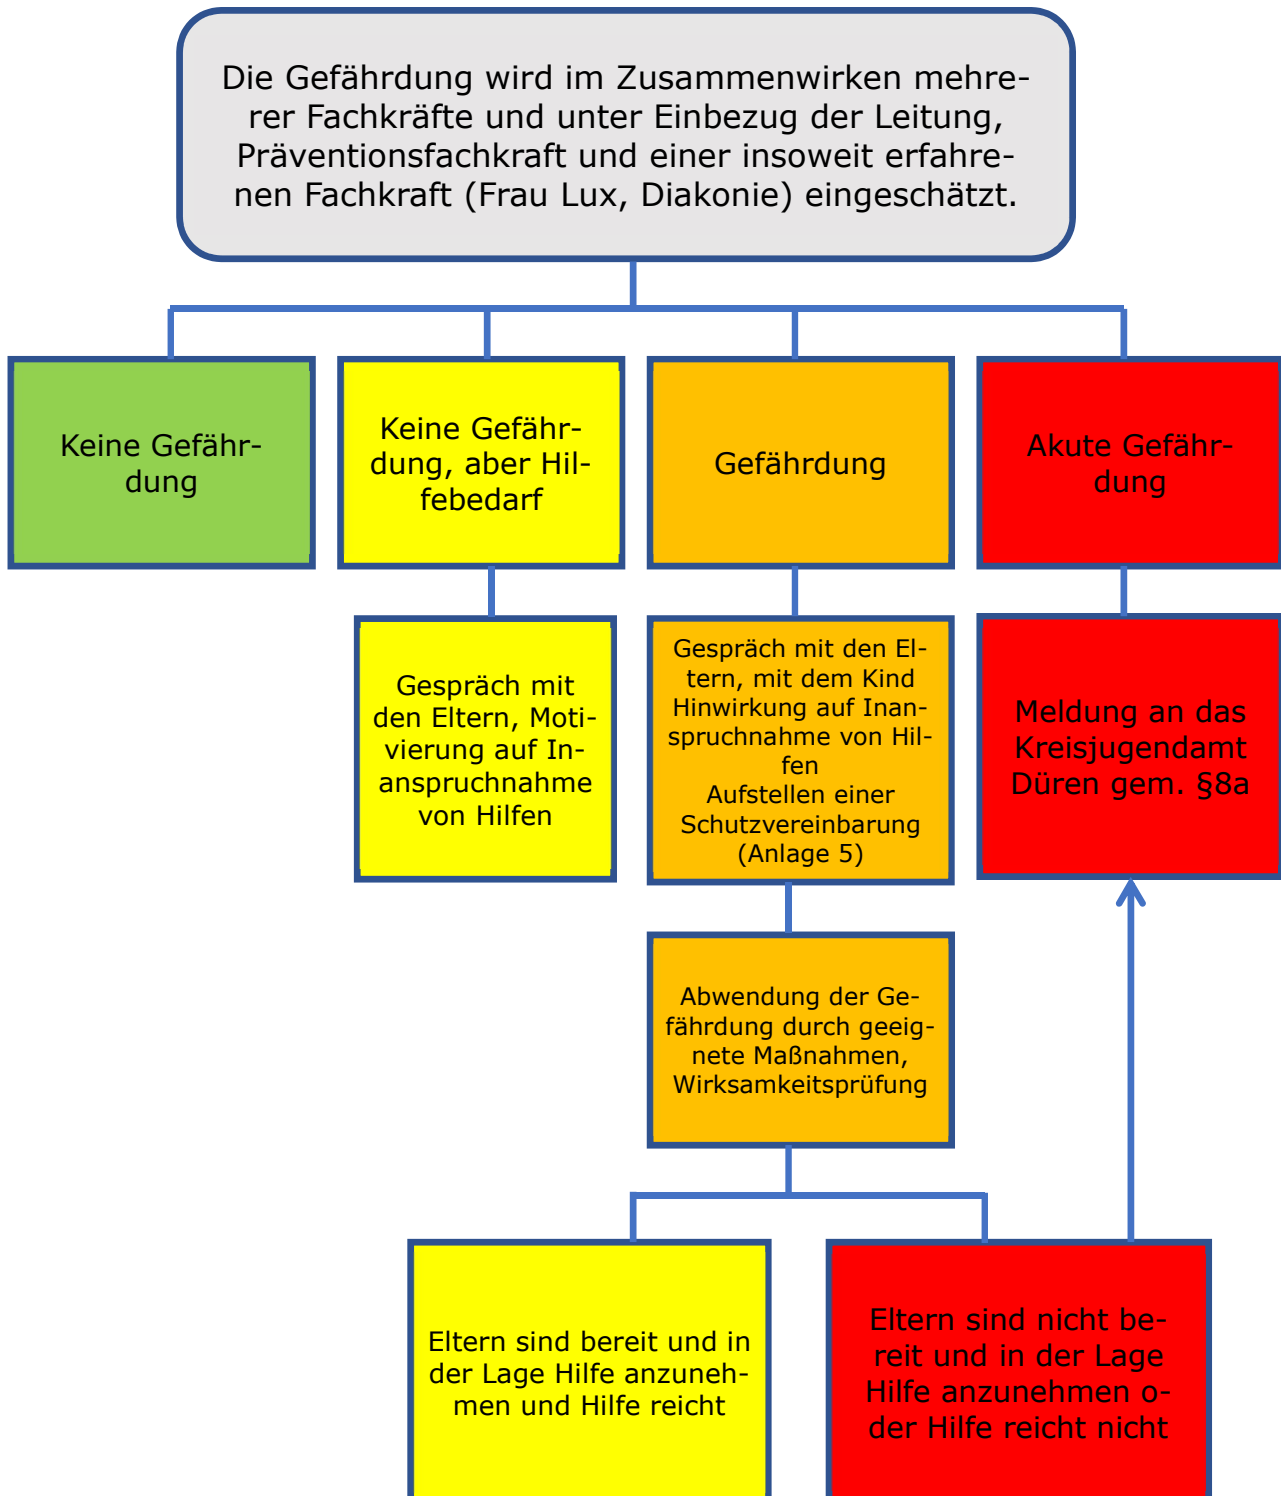 Die Gefährdung wird im Zusammenwirken mehre-
rer Fachkräfte und unter Einbezug der Leitung,
Präventionsfachkraft und einer insoweit erfahre-
nen Fachkraft (Frau Lux, Diakonie) eingeschätzt.
Keine Gefähr-
dung
Keine Gefähr-
dung, aber Hil-
febedarf
Gefährdung
Akute Gefähr-
dung
Gespräch mit
den Eltern, Moti-
vierung auf In-
anspruchnahme
von Hilfen
Gespräch mit den El-
tern, mit dem Kind
Hinwirkung auf Inan-
spruchnahme von Hil-
fen
Aufstellen einer
Schutzvereinbarung
(Anlage 5)
Meldung an das
Kreisjugendamt
Düren gem. §8a
Abwendung der Ge-
fährdung durch geeig-
nete Maßnahmen,
Wirksamkeitsprüfung
Eltern sind bereit und in
der Lage Hilfe anzuneh-
men und Hilfe reicht
Eltern sind nicht be-
reit und in der Lage
Hilfe anzunehmen o-
der Hilfe reicht nicht